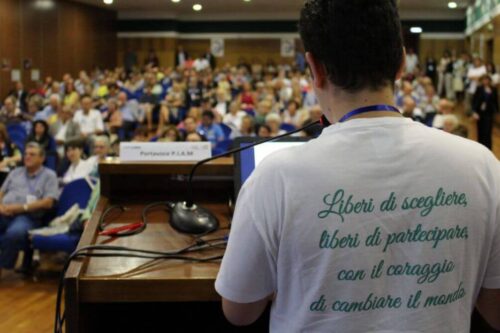 Portavoce P.I.A.M
Liberi di scegliere,
liberi di partecipare,
con il coraggio
di cambiare il mondo